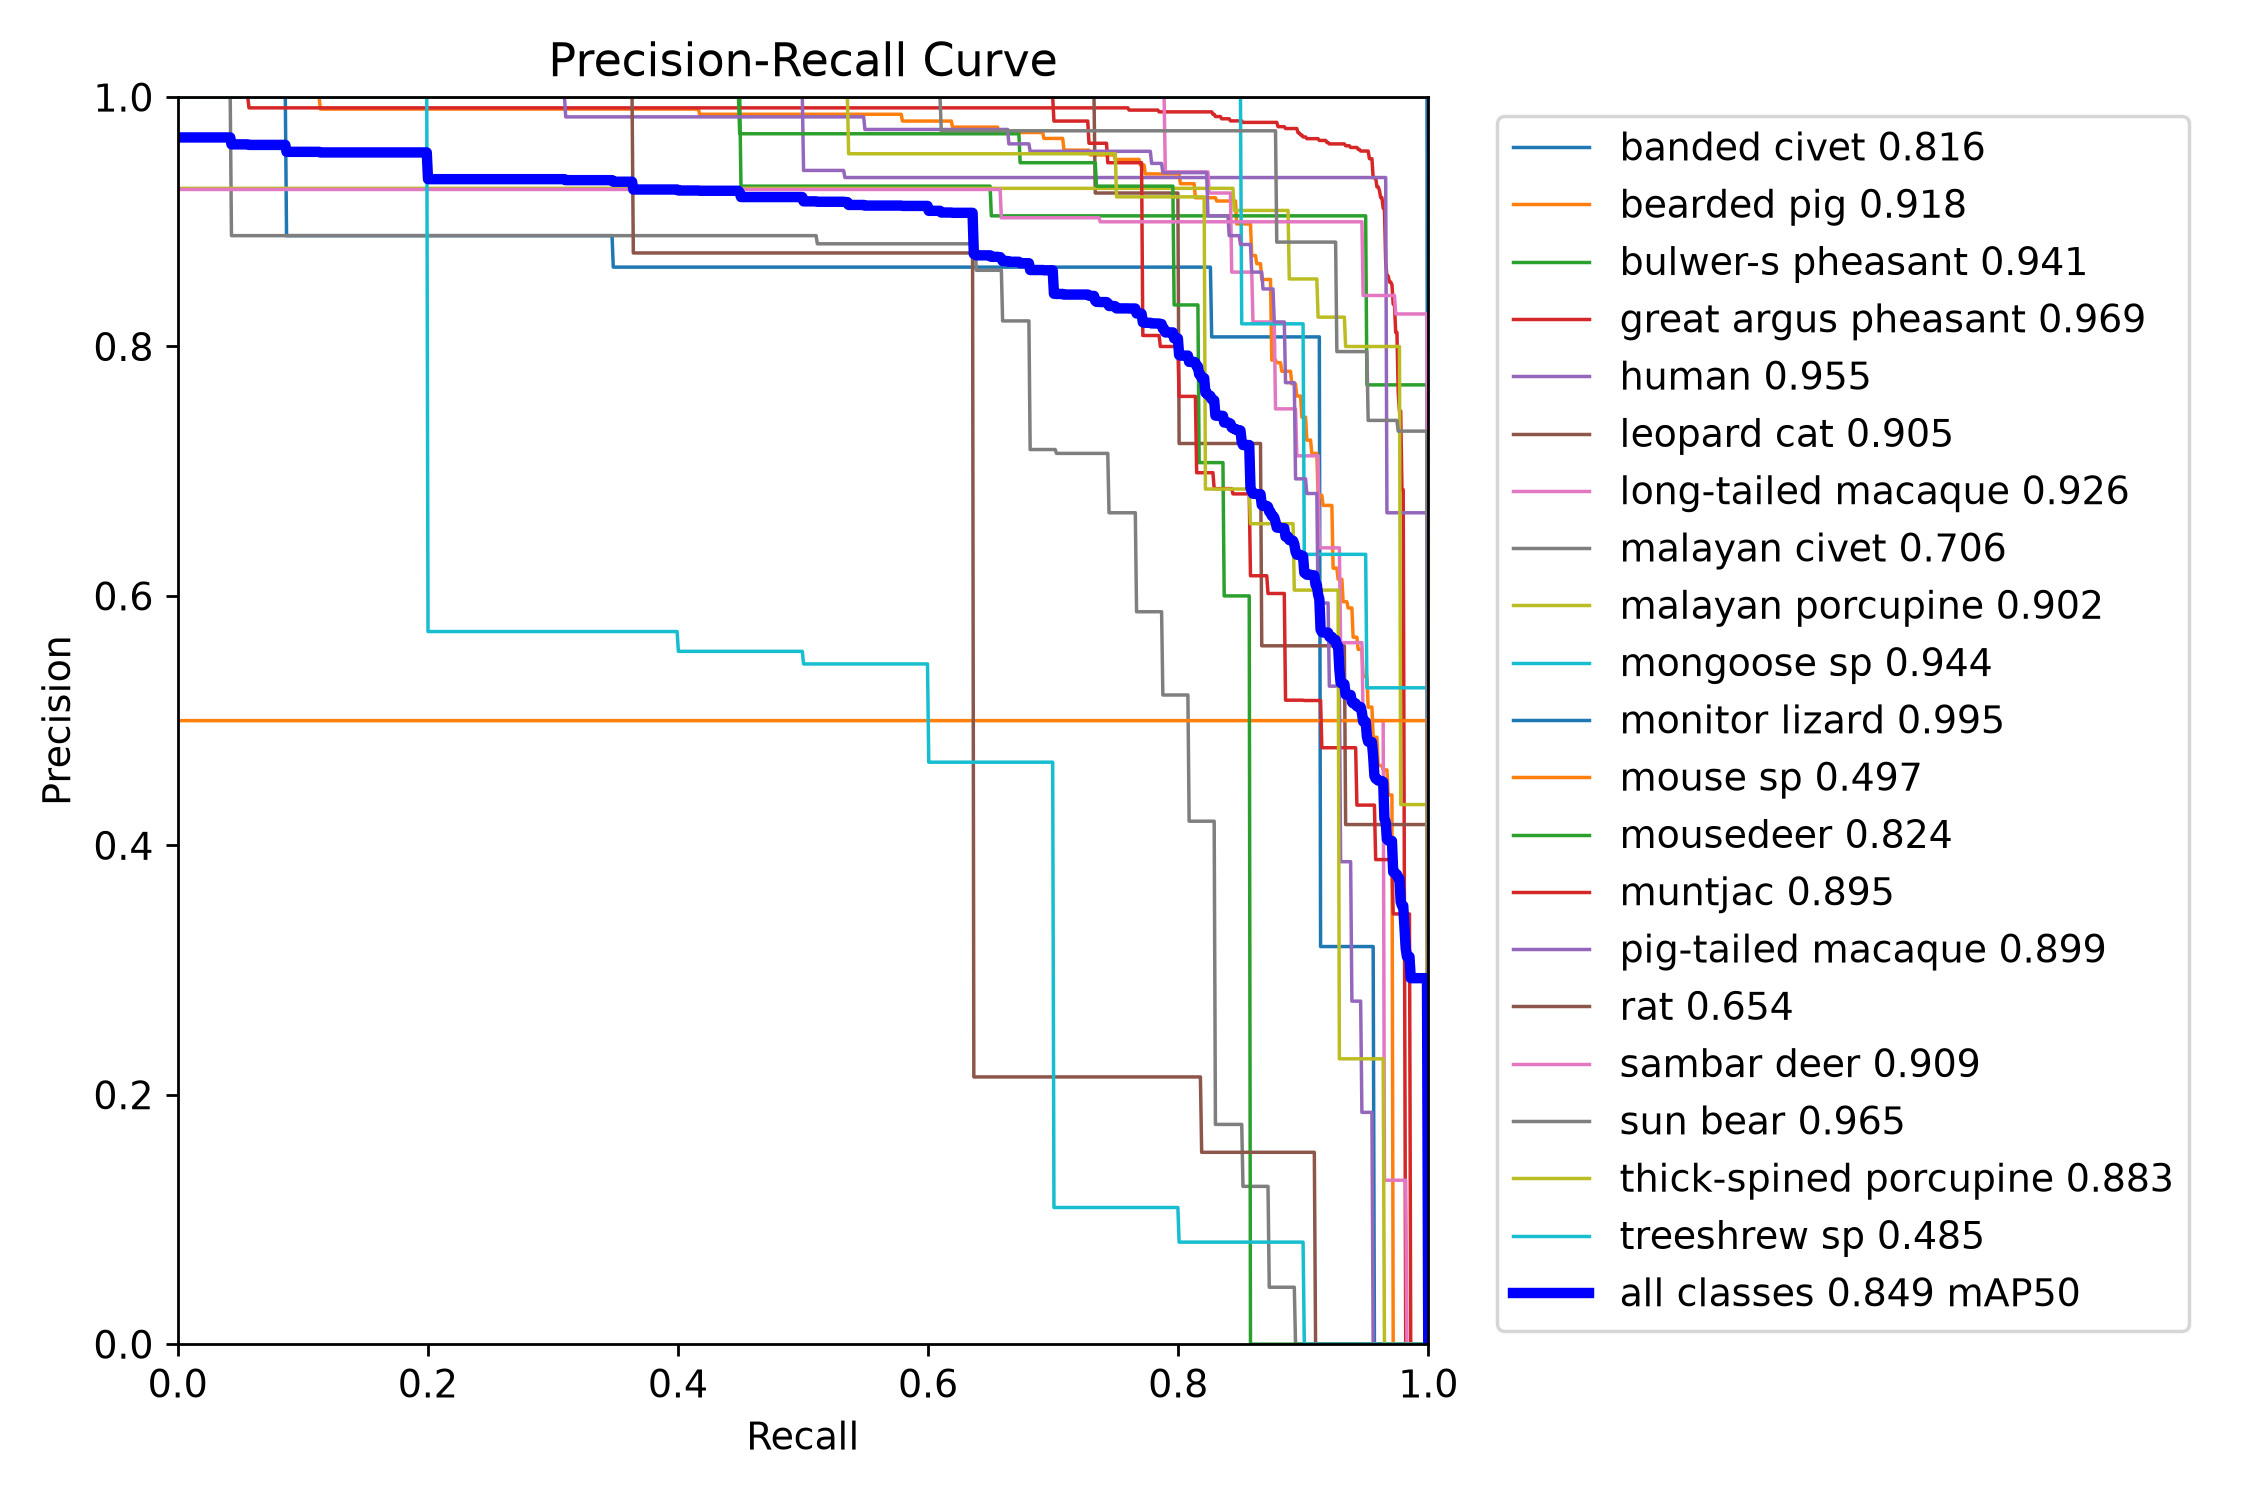 Precision-Recall Curve
1.0
0.8
0.6
0.4
0.2
0.0
Precision
0.0 0.2 0.4 0.6 0.8 1.0
Recall
banded civet 0.816
bearded pig 0.918
bulwer-s pheasant 0.941
great argus pheasant 0.969
human 0.955
leopard cat 0.905
long-tailed macaque 0.926
malayan civet 0.706
malayan porcupine 0.902
mongoose sp 0.944
monitor lizard 0.995
mouse sp 0.497
mousedeer 0.824
muntjac 0.895
pig-tailed macaque 0.899
rat 0.654
sambar deer 0.909
sun bear 0.965
thick-spined porcupine 0.883
treeshrew sp 0.485
all classes 0.849 mAP50